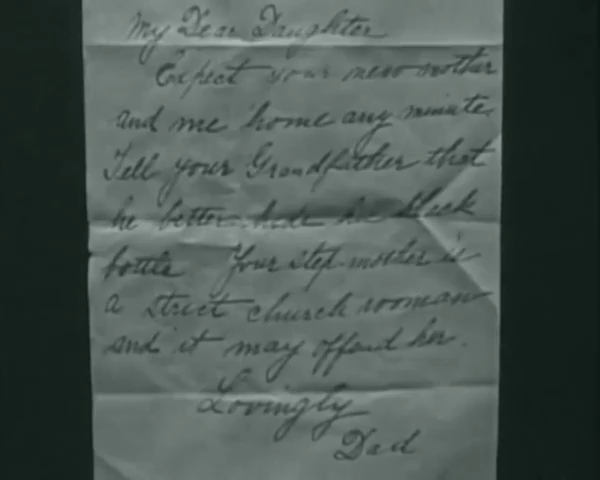 My Dear Daughter
Expect your new mother
and me home any minute.
Tell your Grandfather that
he better hide his black
bottle Your step-mother is
a strict church woman
and it may offend her.
Lovingly
Dad